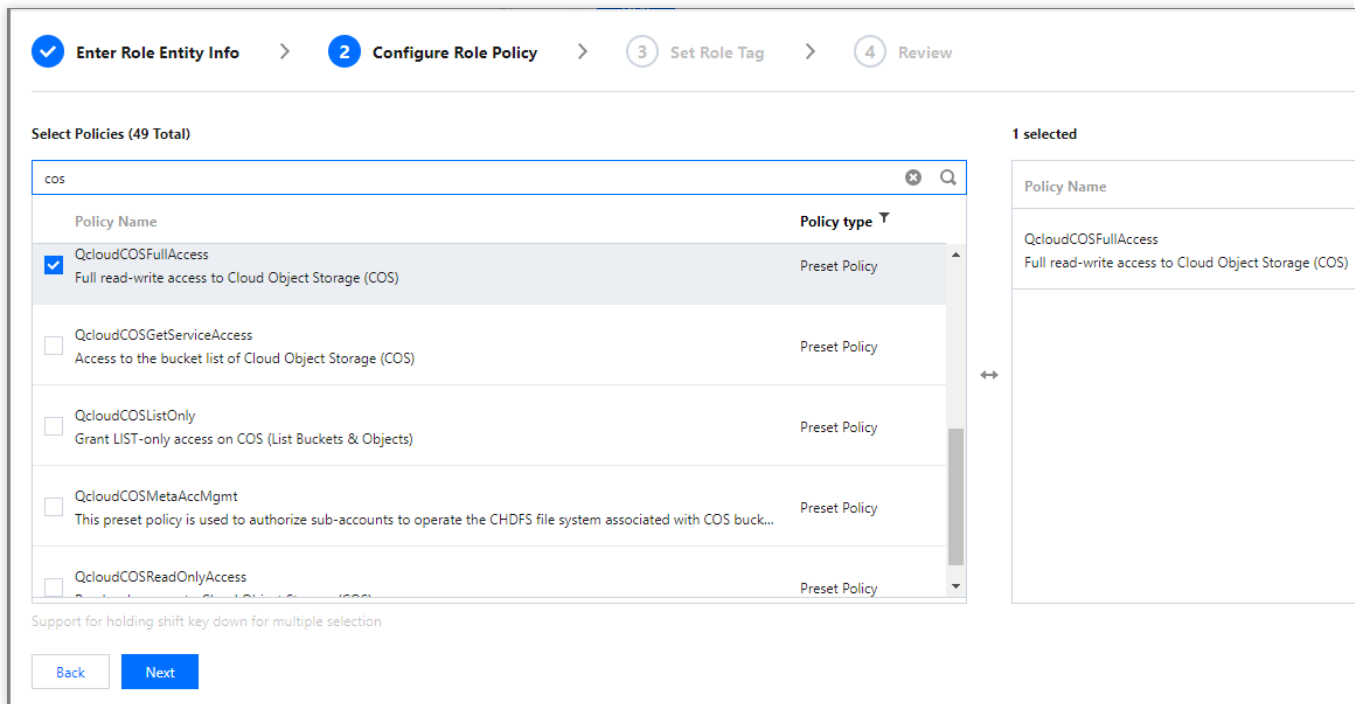 Enter Role Entity Info > 2 Configure Role Policy > 3 Set Role Tag > 4 Review
Select Policies (49 Total)
cos
Policy Name Policy type
QcloudCOSFullAccess
Full read-write access to Cloud Object Storage (COS)
Preset Policy
QcloudCOSGetServiceAccess
Access to the bucket list of Cloud Object Storage (COS)
Preset Policy
QcloudCOSListOnly
Grant LIST-only access on COS (List Buckets & Objects)
Preset Policy
QcloudCOSMetaAccMgmt
This preset policy is used to authorize sub-accounts to operate the CHDFS file system associated with COS buck...
Preset Policy
QcloudCOSReadOnlyAccess
Preset Policy
Support for holding shift key down for multiple selection
Back Next
1 selected
Policy Name
QcloudCOSFullAccess
Full read-write access to Cloud Object Storage (COS)